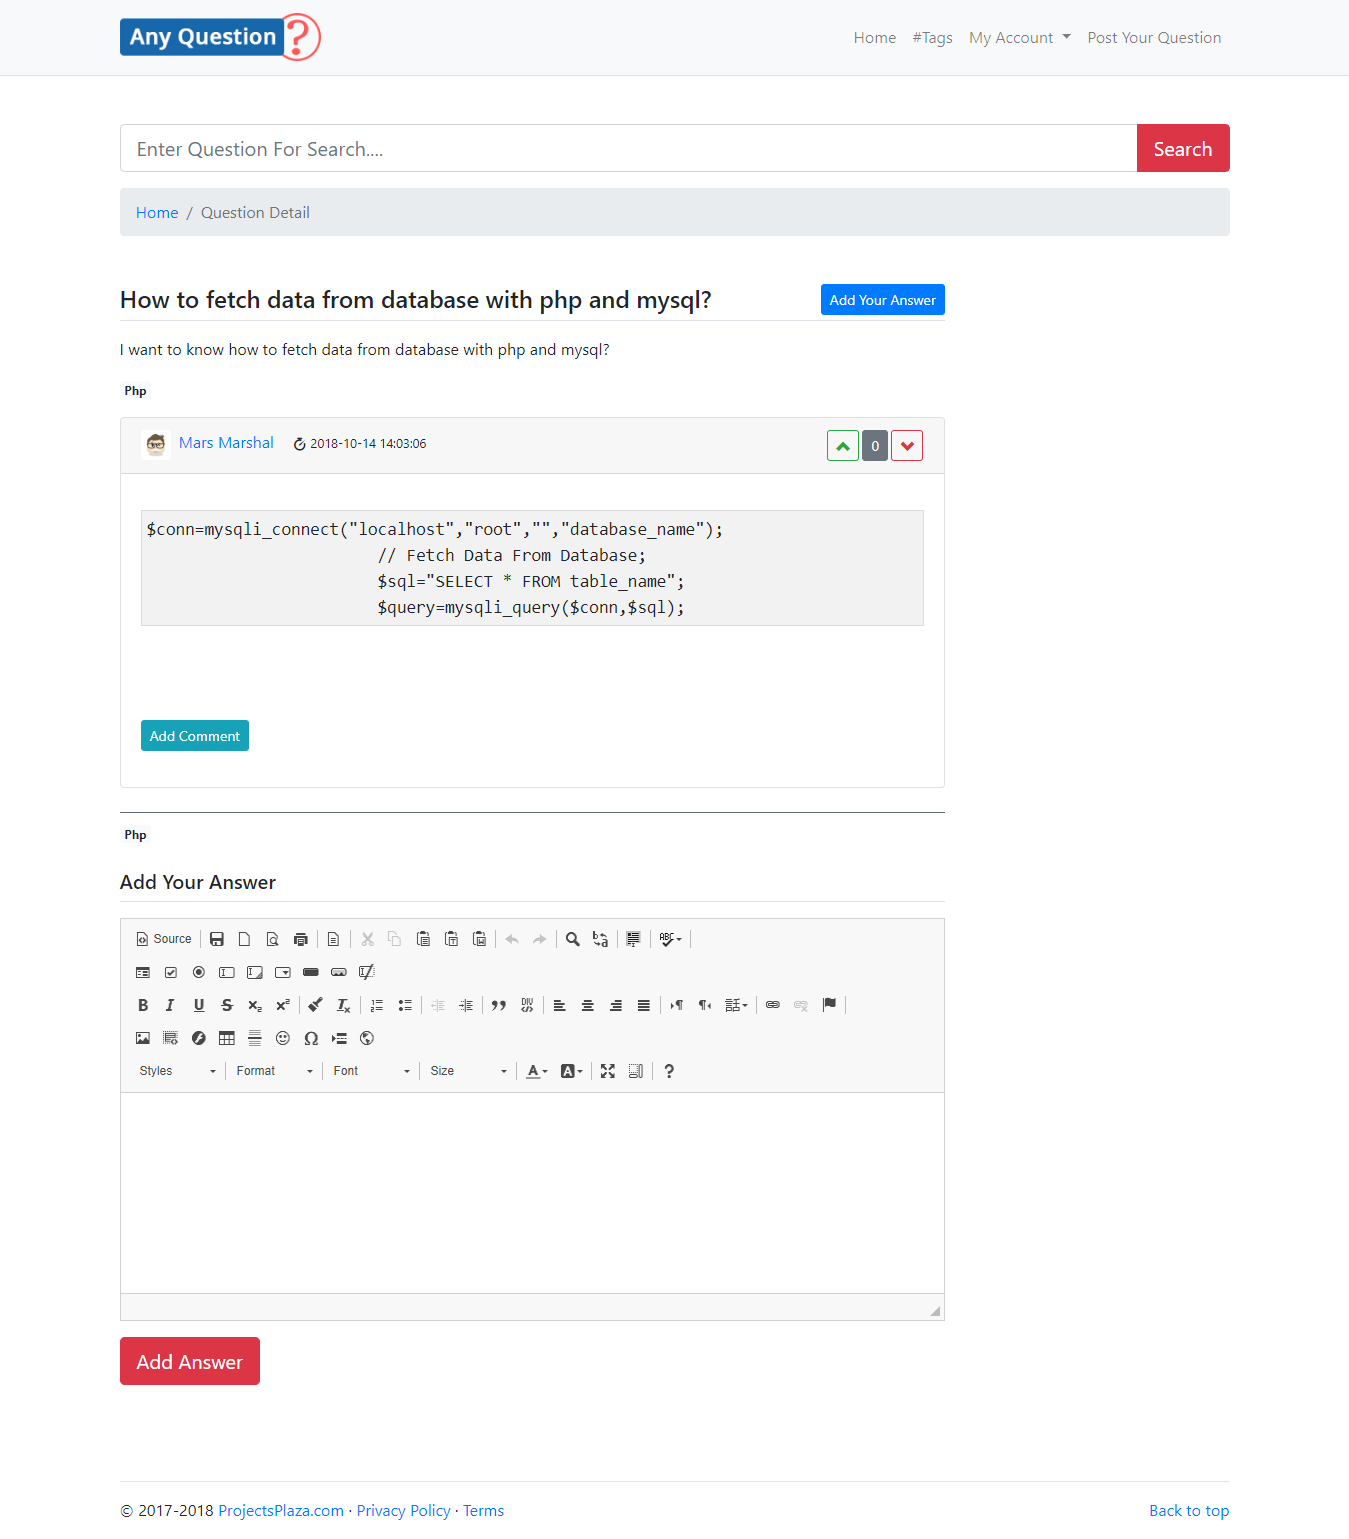 Any Question?
Home #Tags My Account Post Your Question
Enter Question For Search....
Search
Home / Question Detail
How to fetch data from database with php and mysql?
Add Your Answer
I want to know how to fetch data from database with php and mysql?
Php
Mars Marshal 2018-10-14 14:03:06
0
$conn=mysqli_connect("localhost","root","","database_name");
// Fetch Data From Database;
$sql="SELECT * FROM table_name";
$query=mysqli_query($conn,$sql);
Add Comment
Php
Add Your Answer
Source
Styles Format Font Size
Add Answer
© 2017-2018 ProjectsPlaza.com · Privacy Policy · Terms
Back to top